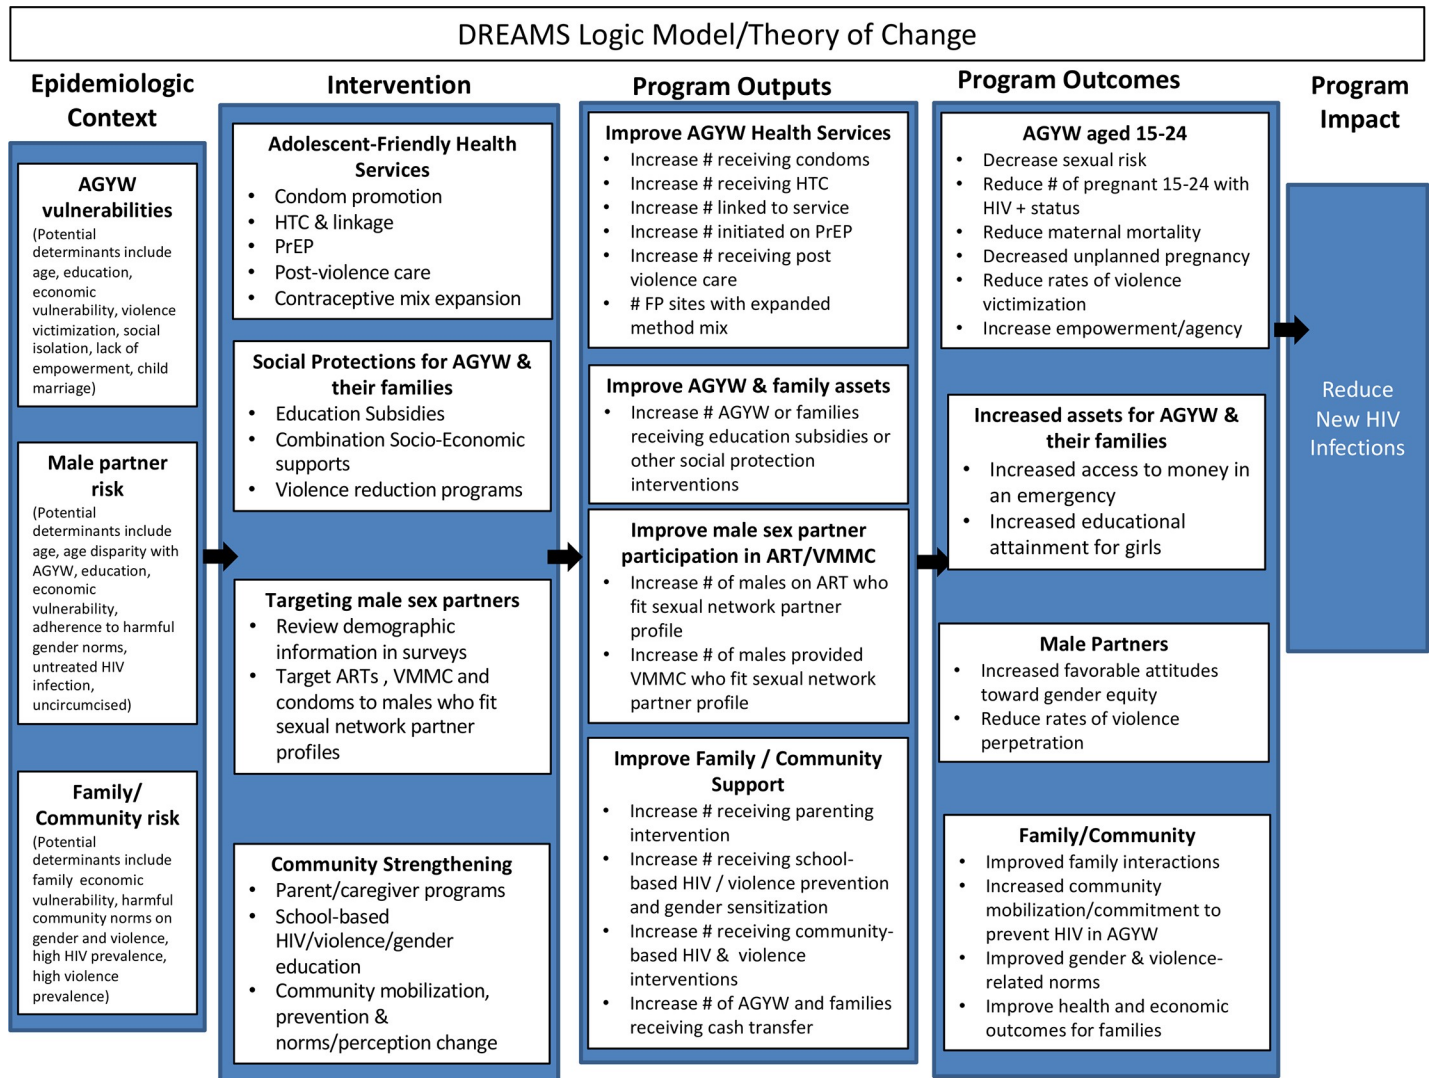 DREAMS Logic Model/Theory of Change
Epidemiologic
Context
AGYW
vulnerabilities
(Potential
determinants include
age, education,
economic
vulnerability, violence
victimization, social
isolation, lack of
empowerment, child
marriage)
Male partner
risk
(Potential
determinants include
age, age disparity with
AGYW, education,
economic
vulnerability,
adherence to harmful
gender norms,
untreated HIV
infection,
uncircumcised)
Family/
Community risk
(Potential
determinants include
family economic
vulnerability, harmful
community norms on
gender and violence,
high HIV prevalence,
high violence
prevalence)
Intervention
Adolescent-Friendly Health
Services
• Condom promotion
• HTC & linkage
• PrEP
• Post-violence care
• Contraceptive mix expansion
Social Protections for AGYW &
their families
• Education Subsidies
• Combination Socio-Economic
supports
• Violence reduction programs
Targeting male sex partners
• Review demographic
information in surveys
• Target ARTs , VMMC and
condoms to males who fit
sexual network partner
profiles
Community Strengthening
• Parent/caregiver programs
• School-based
HIV/violence/gender
education
• Community mobilization,
prevention &
norms/perception change
Program Outputs
Improve AGYW Health Services
• Increase # receiving condoms
• Increase # receiving HTC
• Increase # linked to service
• Increase # initiated on PrEP
• Increase # receiving post
violence care
• # FP sites with expanded
method mix
Improve AGYW & family assets
• Increase # AGYW or families
receiving education subsidies or
other social protection
interventions
Improve male sex partner
participation in ART/VMMC
• Increase # of males on ART who
fit sexual network partner
profile
• Increase # of males provided
VMMC who fit sexual network
partner profile
Improve Family / Community
Support
• Increase # receiving parenting
intervention
• Increase # receiving school-
based HIV / violence prevention
and gender sensitization
• Increase # receiving community-
based HIV & violence
interventions
• Increase # of AGYW and families
receiving cash transfer
Program Outcomes
AGYW aged 15-24
• Decrease sexual risk
• Reduce # of pregnant 15-24 with
HIV + status
• Reduce maternal mortality
• Decreased unplanned pregnancy
• Reduce rates of violence
victimization
• Increase empowerment/agency
Increased assets for AGYW &
their families
• Increased access to money in
an emergency
• Increased educational
attainment for girls
Male Partners
• Increased favorable attitudes
toward gender equity
• Reduce rates of violence
perpetration
Family/Community
• Improved family interactions
• Increased community
mobilization/commitment to
prevent HIV in AGYW
• Improved gender & violence-
related norms
• Improve health and economic
outcomes for families
Program
Impact
Reduce
New HIV
Infections